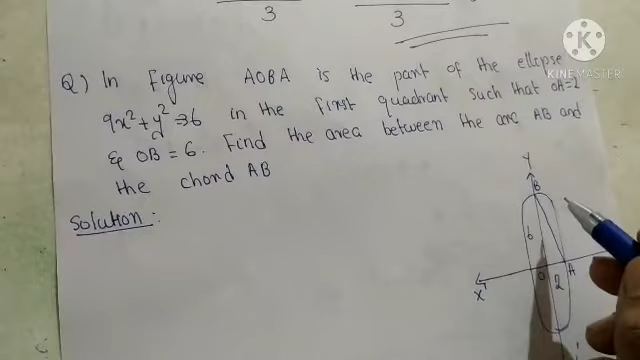 3
3
KINEMASTER
Q) In Figure AOBA is the part of the ellipse
9x²+y²=36 in the first quadrant such that OA=2
& OB = 6. Find the area between the arc AB and
the chord AB
Solution:
Y
B
6
O
A
2
X